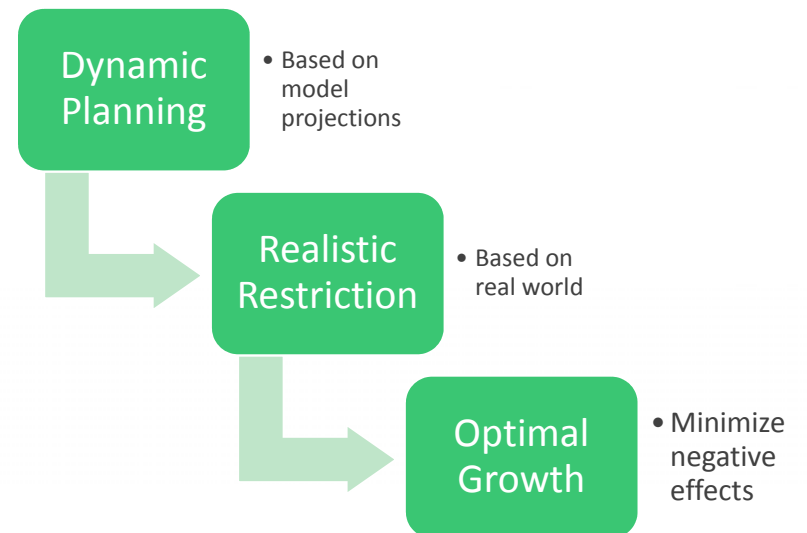 Dynamic
Planning
• Based on
model
projections
Realistic
Restriction
• Based on
real world
Optimal
Growth
• Minimize
negative
effects